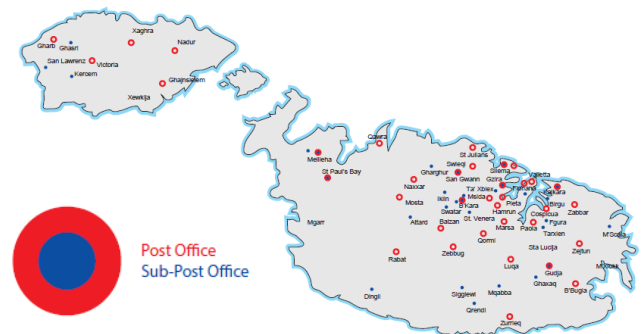 Xaghra
Gharb
Ghasri
Nadur
San Lawrenz
Victoria
Kercem
Ghajnsielem
Xewkija
Qawra
Mellieha
St Julians
Swieqi
St Paul's Bay
Gharghur
San Gwann
Sliema
Gzira
Valletta
Naxxar
Ta' Xbiex
Floriana
Kalkara
Iklin
Msida
Mosta
B'Kara
Pieta
Birgu
Swatar
Hamrun
Cospicua
Zabbar
Mgarr
Attard
Balzan
St. Venera
Marsa
Paola
Fgura
Tarxien
M'Scala
Qormi
Post Office
Sub-Post Office
Rabat
Zebbug
Sta Lucija
Zejtun
Luqa
Gudja
M'Xlokk
Dingli
Siggiewi
Mqabba
Ghaxaq
B'Bugia
Qrendi
Zurrieq